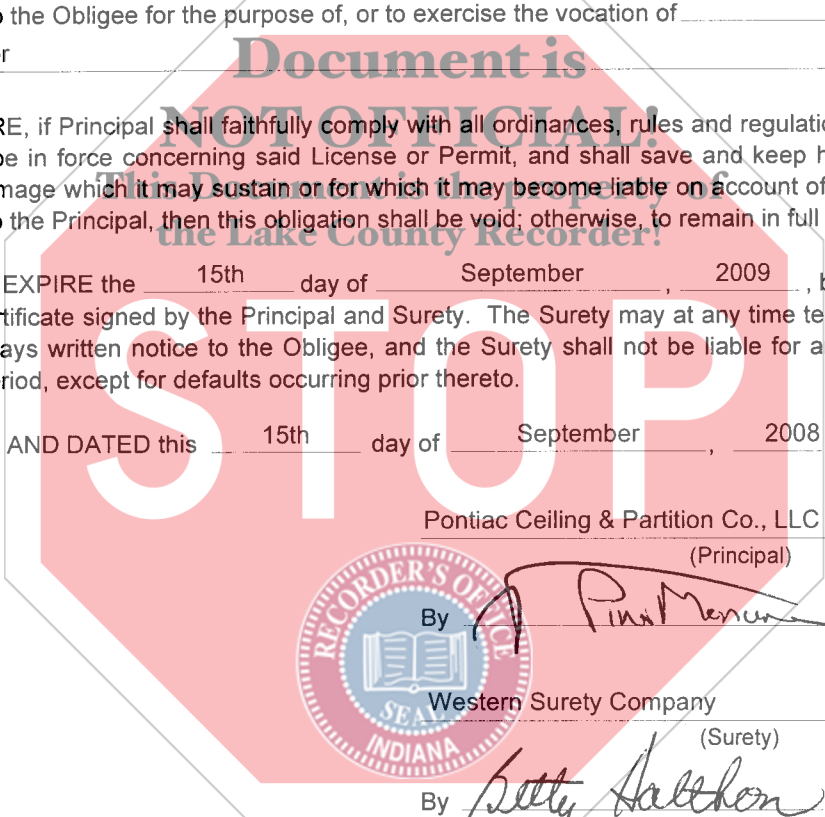 the Obligee for the purpose of, or to exercise the vocation of
Document is
NOT OFFICIAL!
RE, if Principal shall faithfully comply with all ordinances, rules and regulatio
be in force concerning said License or Permit, and shall save and keep h
This Document is the property of
mage which it may sustain or for which it may become liable on account of
the Principal, then this obligation shall be void; otherwise, to remain in full
the Lake County Recorder!
EXPIRE the 15th day of September, 2009,
tificate signed by the Principal and Surety. The Surety may at any time te
ays written notice to the Obligee, and the Surety shall not be liable for a
riod, except for defaults occurring prior thereto.
STOP
AND DATED this 15th day of September, 2008
Pontiac Ceiling & Partition Co., LLC
(Principal)
RECORDER'S OFFICE
By
SEAL
INDIANA
Western Surety Company
(Surety)
By Betty